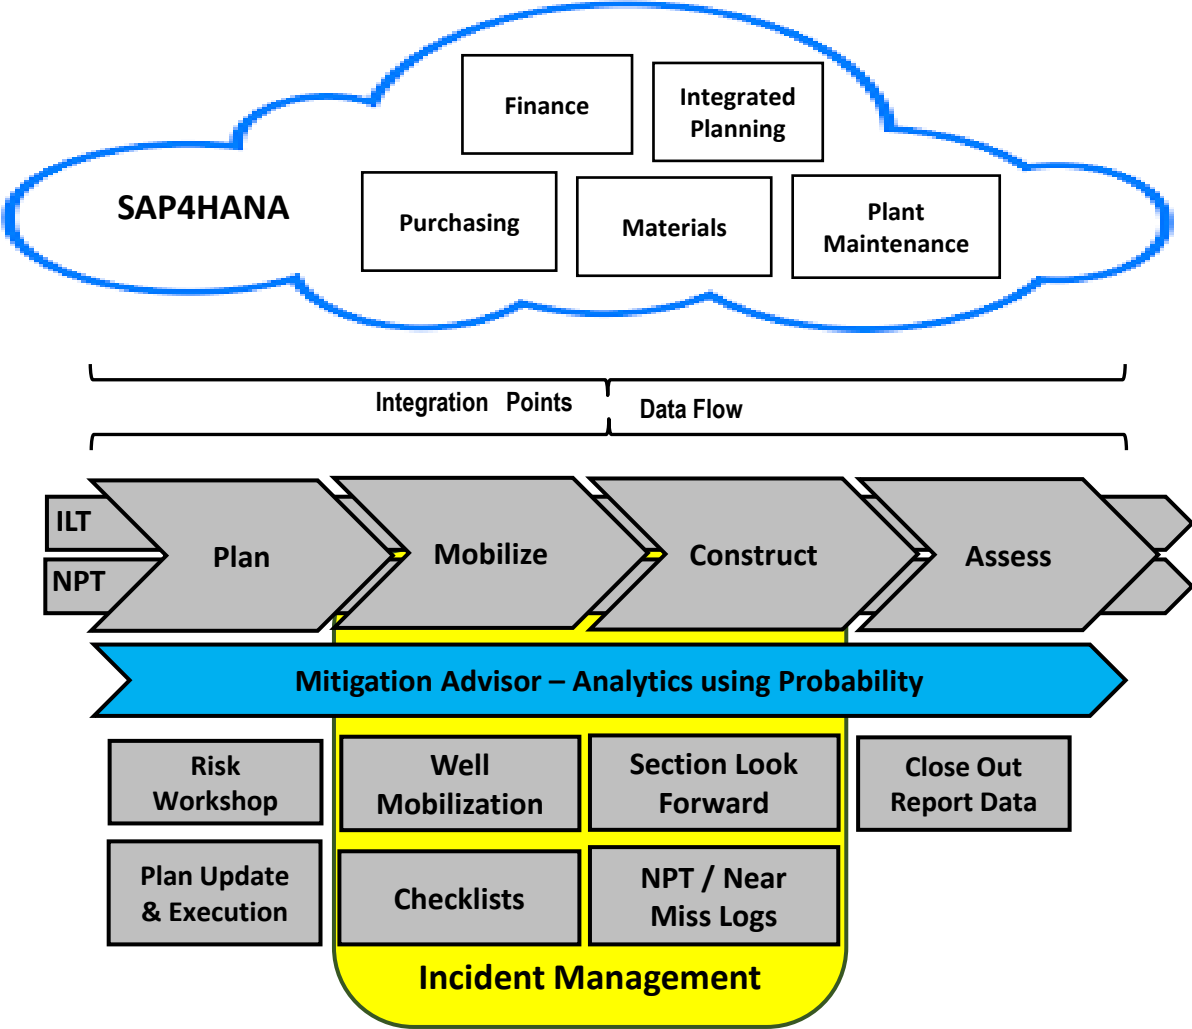 Finance
Integrated
Planning
SAP4HANA
Purchasing
Materials
Plant
Maintenance
Integration Points
Data Flow
ILT
NPT
Plan
Mobilize
Construct
Assess
Mitigation Advisor – Analytics using Probability
Risk
Workshop
Well
Mobilization
Section Look
Forward
Close Out
Report Data
Plan Update
& Execution
Checklists
NPT / Near
Miss Logs
Incident Management